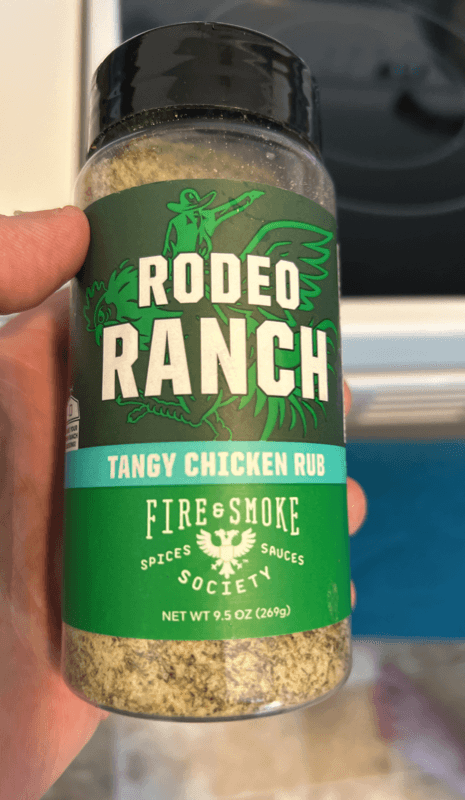 RODEO
RANCH
TANGY CHICKEN RUB
FIRE & SMOKE
SPICES SAUCES
SOCIETY
NET WT 9.5 OZ (269g)